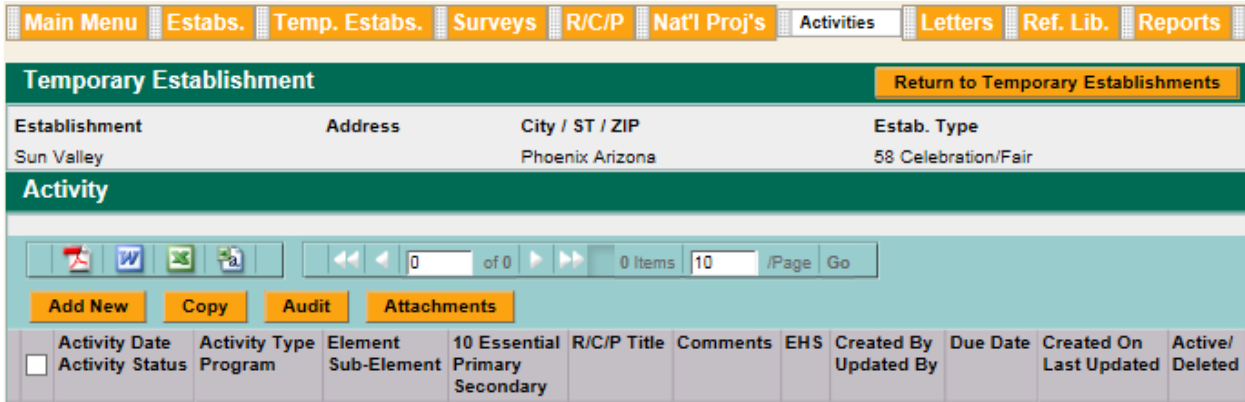 Main Menu Estabs. Temp. Estabs. Surveys R/C/P Nat'l Proj's Activities Letters Ref. Lib. Reports
Temporary Establishment Return to Temporary Establishments
Establishment Address City / ST / ZIP Estab. Type
Sun Valley Phoenix Arizona 58 Celebration/Fair
Activity
0 of 0 0 Items 10 /Page Go
Add New Copy Audit Attachments
Activity Date Activity Type Element 10 Essential R/C/P Title Comments EHS Created By Due Date Created On Active/
Activity Status Program Sub-Element Primary Updated By Last Updated Deleted
Secondary